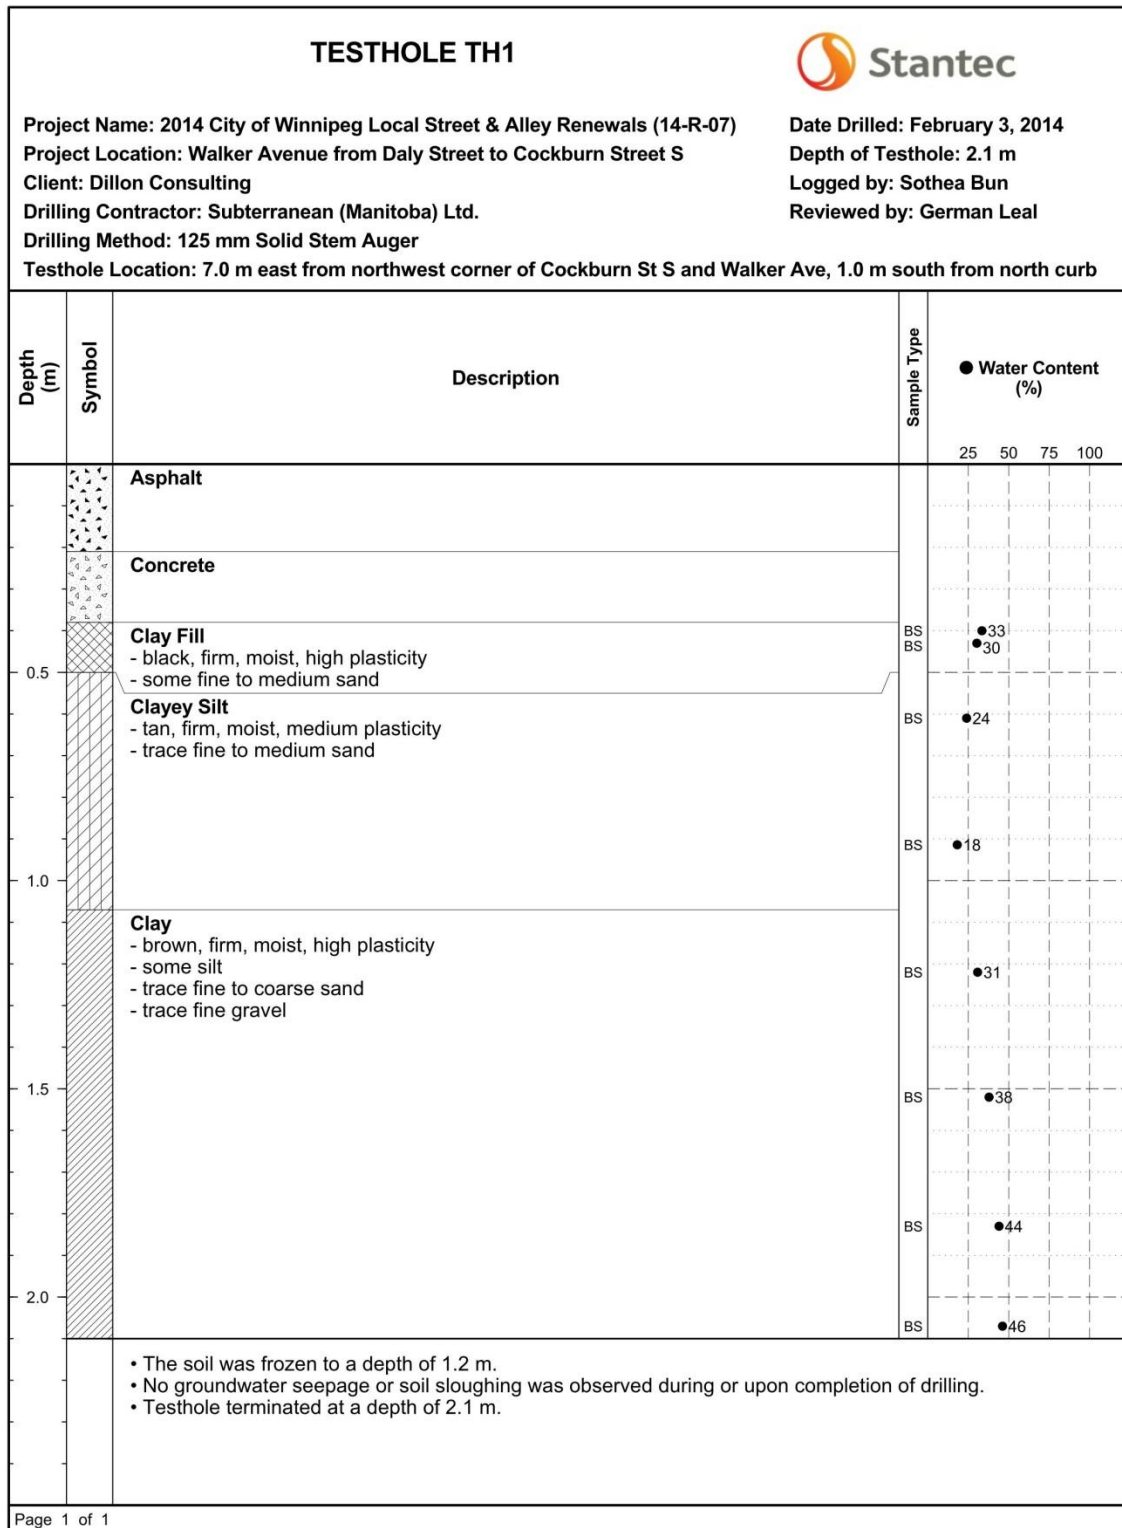 TESTHOLE TH1
Stantec
Project Name: 2014 City of Winnipeg Local Street & Alley Renewals (14-R-07)
Date Drilled: February 3, 2014
Project Location: Walker Avenue from Daly Street to Cockburn Street S
Depth of Testhole: 2.1 m
Client: Dillon Consulting
Logged by: Sothea Bun
Drilling Contractor: Subterranean (Manitoba) Ltd.
Reviewed by: German Leal
Drilling Method: 125 mm Solid Stem Auger
Testhole Location: 7.0 m east from northwest corner of Cockburn St S and Walker Ave, 1.0 m south from north curb
Depth
(m)
Symbol
Description
Sample Type
Water Content
(%)
25 50 75 100
Asphalt
Concrete
Clay Fill
BS 33
- black, firm, moist, high plasticity
BS 30
- some fine to medium sand
0.5
Clayey Silt
- tan, firm, moist, medium plasticity
BS 24
- trace fine to medium sand
BS 18
1.0
Clay
- brown, firm, moist, high plasticity
- some silt
BS 31
- trace fine to coarse sand
- trace fine gravel
1.5
BS 38
BS 44
2.0
BS 46
• The soil was frozen to a depth of 1.2 m.
• No groundwater seepage or soil sloughing was observed during or upon completion of drilling.
• Testhole terminated at a depth of 2.1 m.
Page 1 of 1